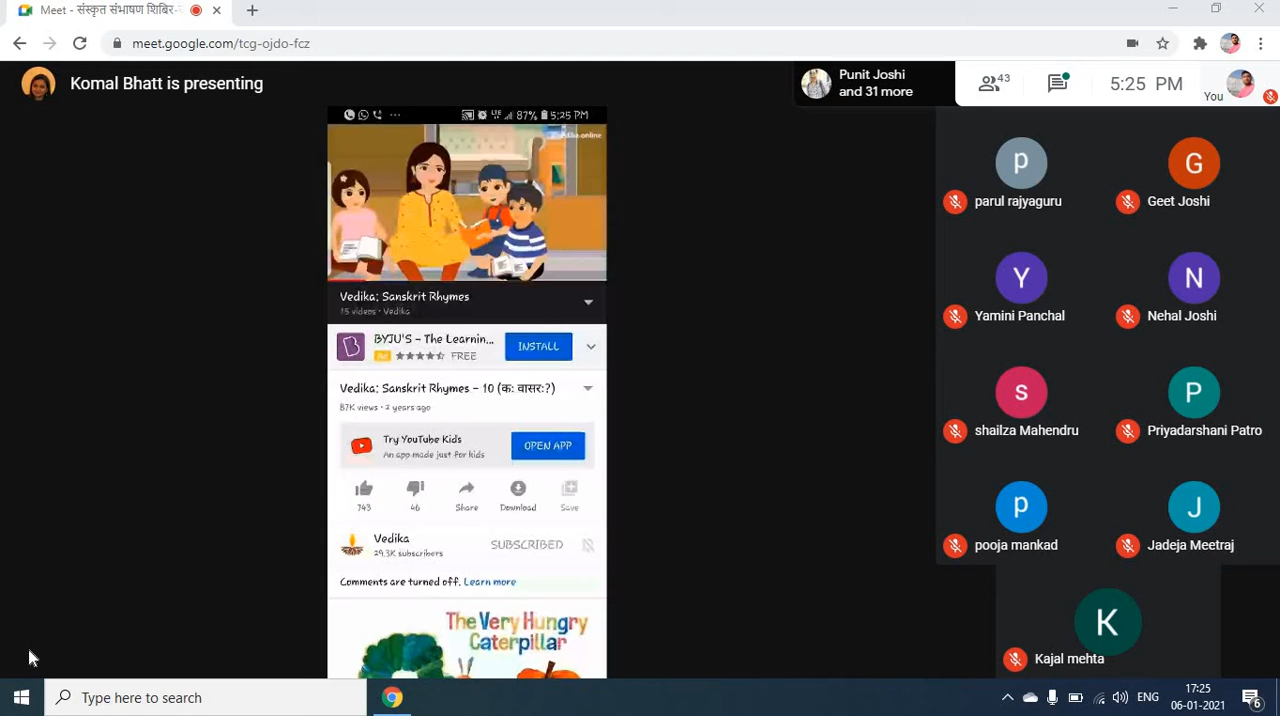 Meet - संस्कृत संभाषण शिबिर-
meet.google.com/tcg-ojdo-fcz
Komal Bhatt is presenting
Punit Joshi
and 31 more
43
5:25 PM
You
87% 5:25 PM
Vedika: Sanskrit Rhymes
15 videos • Vedika
BYJU'S – The Learnin...
Ad FREE
INSTALL
Vedika: Sanskrit Rhymes – 10 (कः वासरः?)
87K views • 2 years ago
Try YouTube Kids
An app made just for kids
OPEN APP
743
46
Share
Download
Save
Vedika
29.3K subscribers
SUBSCRIBED
Comments are turned off. Learn more
The Very Hungry
Caterpillar
p
parul rajyaguru
G
Geet Joshi
Y
Yamini Panchal
N
Nehal Joshi
s
shailza Mahendru
P
Priyadarshani Patro
p
pooja mankad
J
Jadeja Meetraj
K
Kajal mehta
Type here to search
ENG
17:25
06-01-2021
6